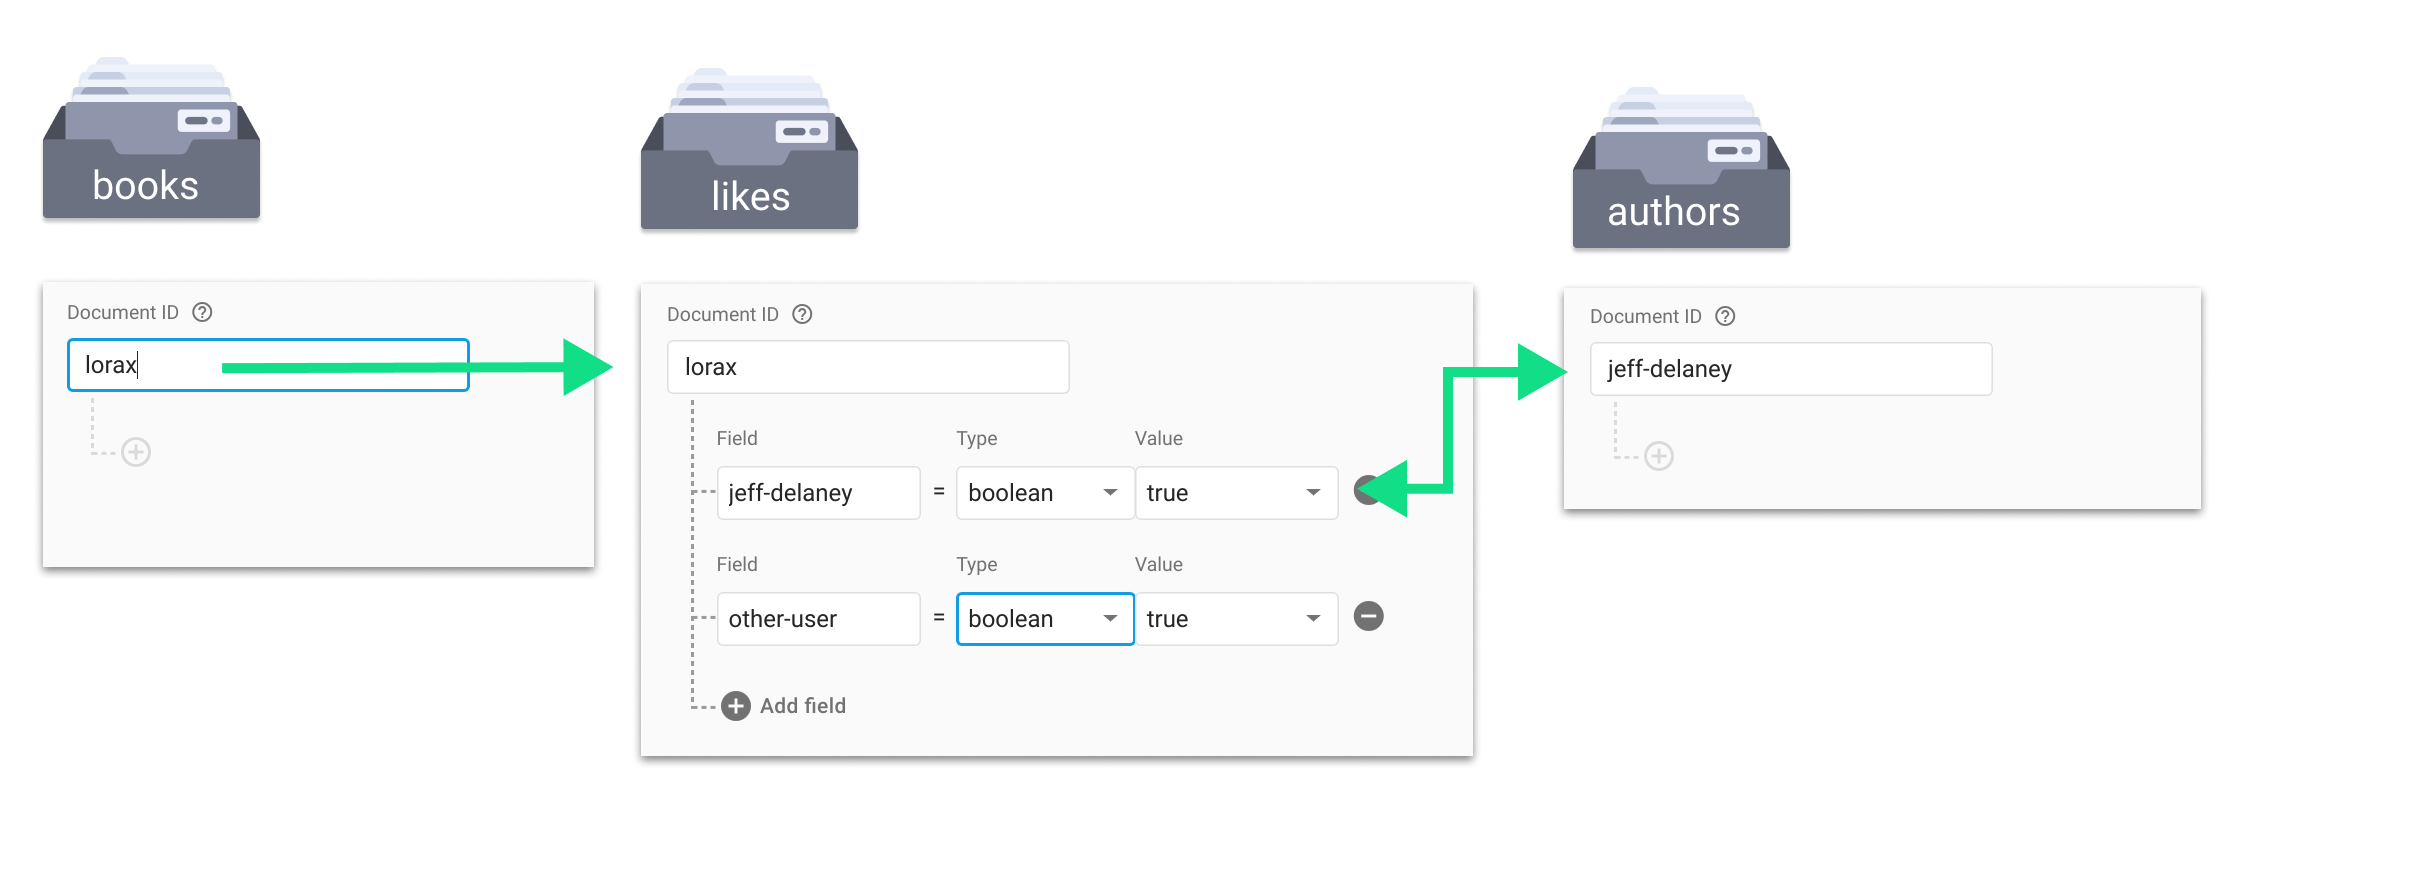 books
likes
authors
Document ID ?
lorax
Document ID ?
lorax
Field Type Value
jeff-delaney = boolean true
Field Type Value
other-user = boolean true
Add field
Document ID ?
jeff-delaney